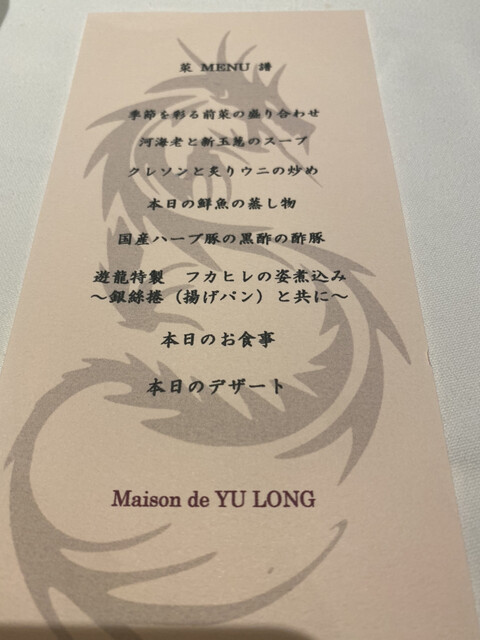 菜 MENU 譜
季節を彩る前菜の盛り合わせ
河海老と新玉葱のスープ
クレソンと炙りウニの炒め
本日の鮮魚の蒸し物
国産ハーブ豚の黒酢の酢豚
遊龍特製　フカヒレの姿煮込み
～銀絲捲（揚げパン）と共に～
本日のお食事
本日のデザート
Maison de YU LONG